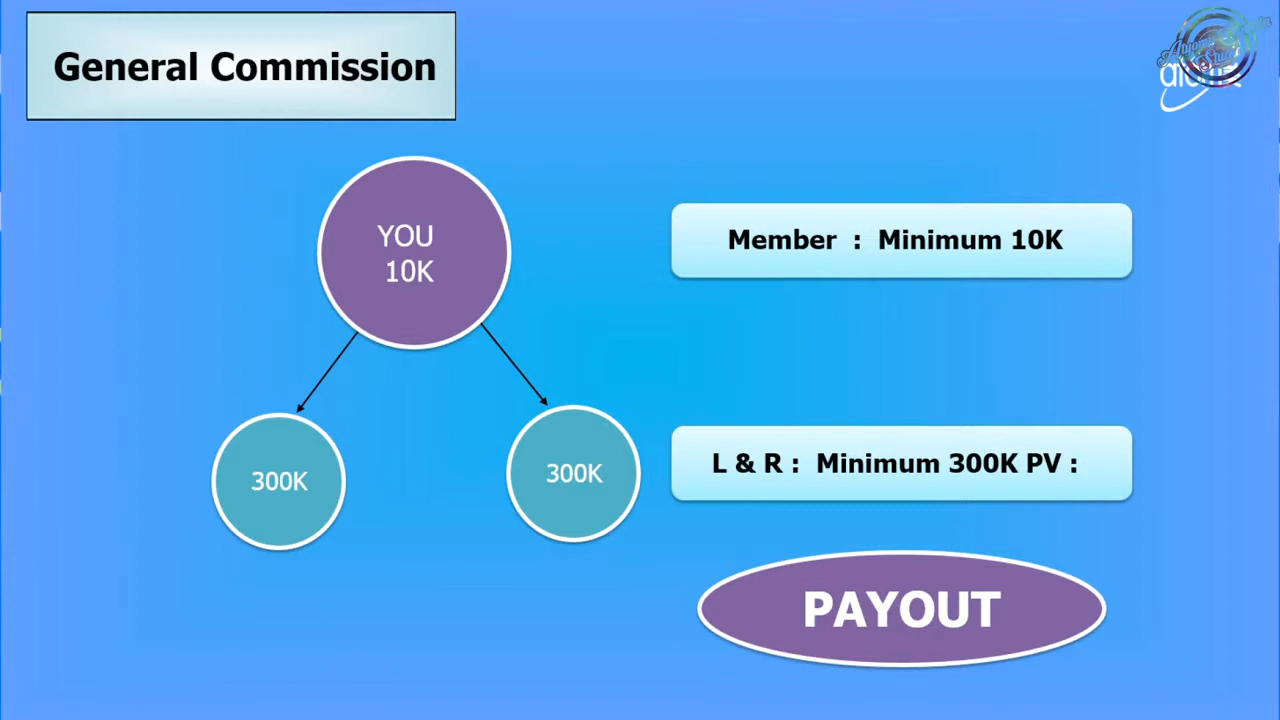 General Commission
YOU
10K
Member : Minimum 10K
300K
300K
L & R : Minimum 300K PV :
PAYOUT